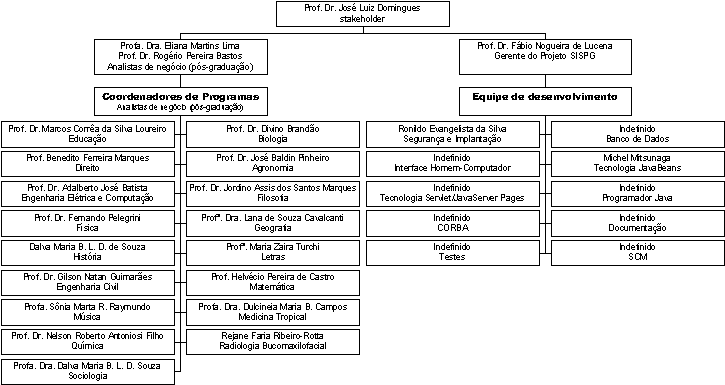 Prof. Dr. José Luiz Domingues
stakeholder
Profa. Dra. Eliana Martins Lima
Prof. Dr. Rogério Pereira Bastos
Analistas de negócio (pós-graduação)
Prof. Dr. Fábio Nogueira de Lucena
Gerente do Projeto SISPG
Coordenadores de Programas
Analistas de negócio (pós-graduação)
Equipe de desenvolvimento
Prof. Dr. Marcos Corrêa da Silva Loureiro
Educação
Prof. Dr. Divino Brandão
Biologia
Ronildo Evangelista da Silva
Segurança e Implantação
Indefinido
Banco de Dados
Prof. Benedito Ferreira Marques
Direito
Prof. Dr. José Baldin Pinheiro
Agronomia
Indefinido
Interface Homem-Computador
Michel Mitsunaga
Tecnologia JavaBeans
Prof. Dr. Adalberto José Batista
Engenharia Elétrica e Computação
Prof. Dr. Jordino Assis dos Santos Marques
Filosofia
Indefinido
Tecnologia Servlet/JavaServer Pages
Indefinido
Programador Java
Prof. Dr. Fernando Pelegrini
Física
Profª. Dra. Lana de Souza Cavalcanti
Geografia
Indefinido
CORBA
Indefinido
Documentação
Dalva Maria B. L. D. de Souza
História
Profª. Maria Zaira Turchi
Letras
Indefinido
Testes
Indefinido
SCM
Prof. Dr. Gilson Natan Guimarães
Engenharia Civil
Prof. Helvécio Pereira de Castro
Matemática
Profa. Sônia Marta R. Raymundo
Música
Profa. Dra. Dulcineia Maria B. Campos
Medicina Tropical
Prof. Dr. Nelson Roberto Antoniosi Filho
Química
Rejane Faria Ribeiro-Rotta
Radiologia Bucomaxilofacial
Profa. Dra. Dalva Maria B. L. D. Souza
Sociologia